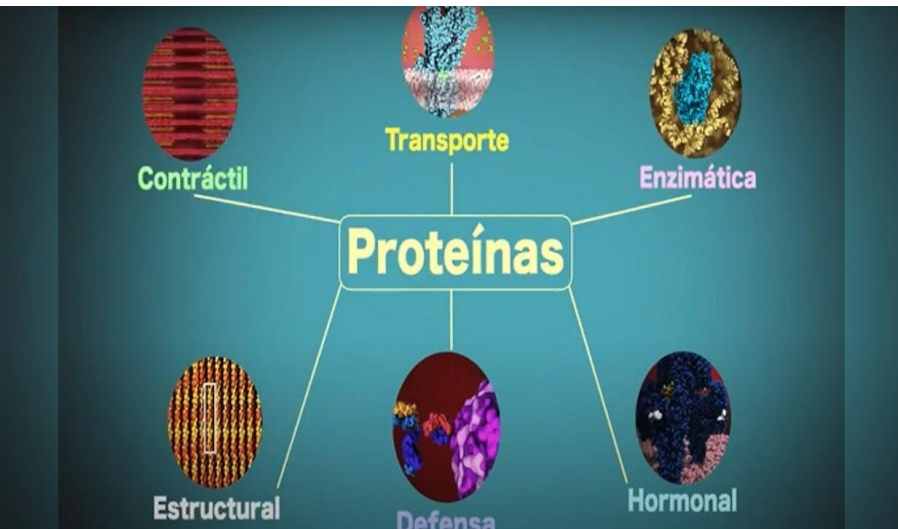 Transporte
Contráctil
Enzimática
Proteínas
Estructural
Defensa
Hormonal